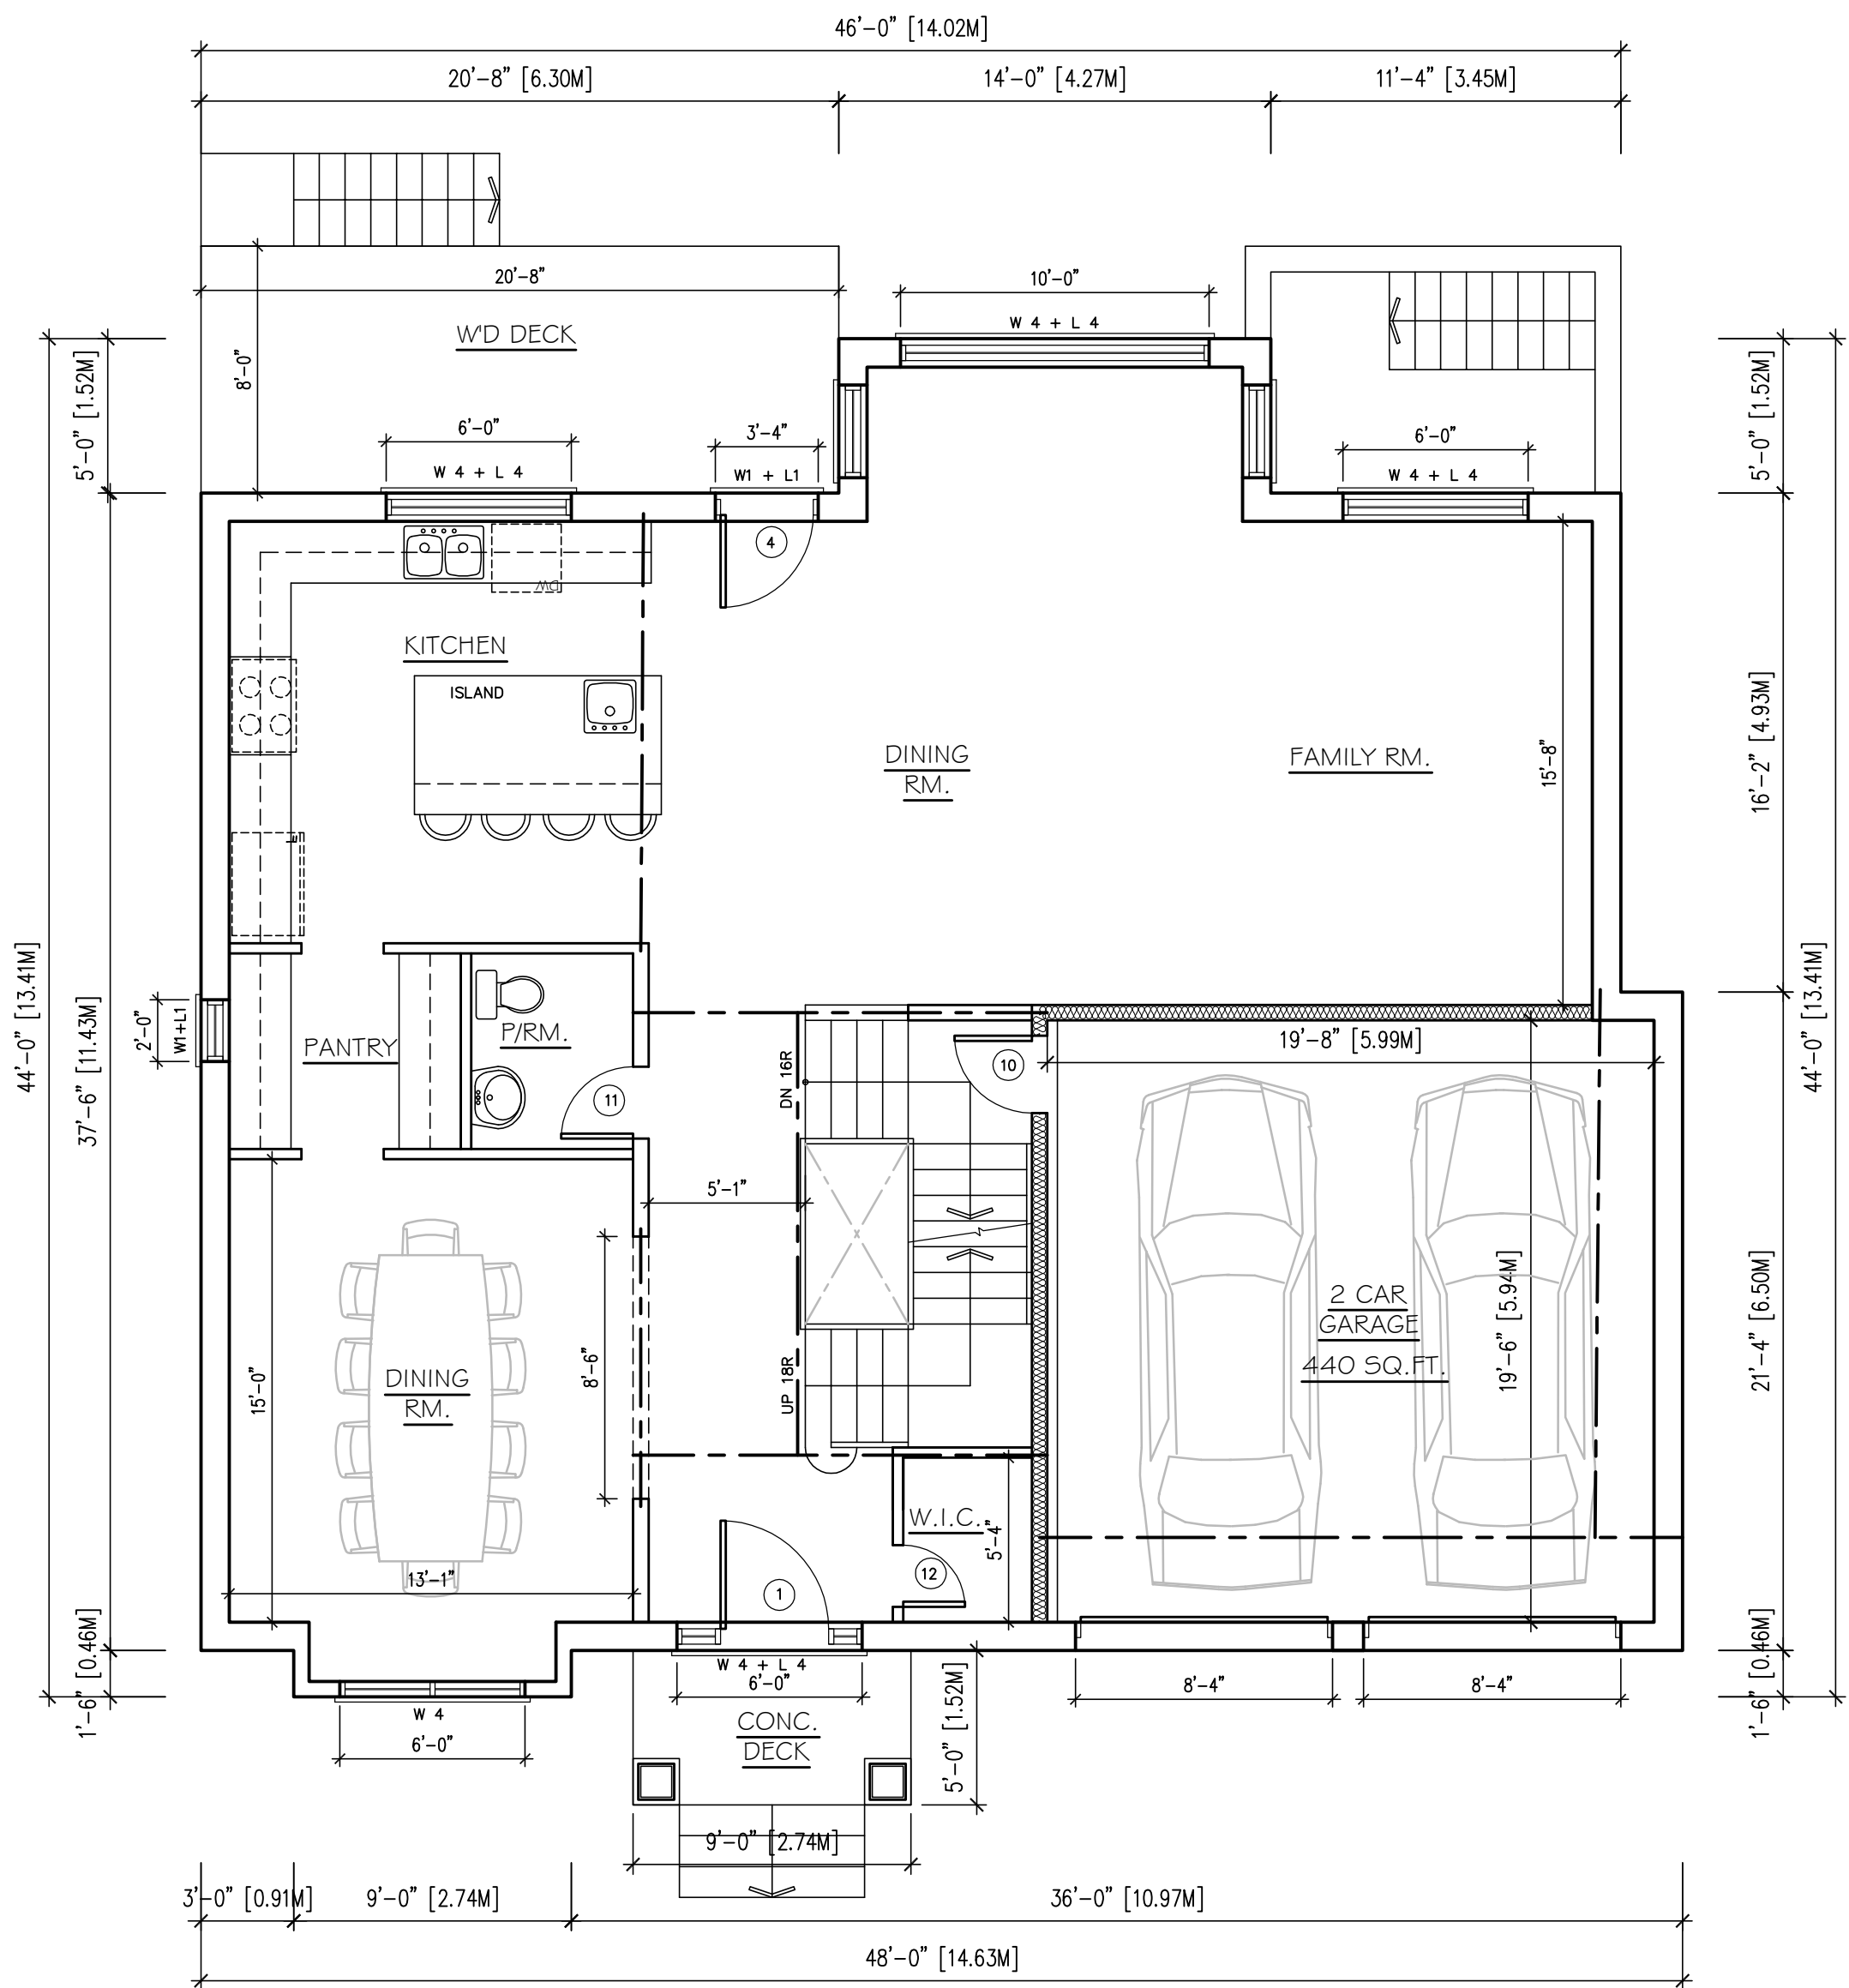 46'-0" [14.02M]
20'-8" [6.30M]
14'-0" [4.27M]
11'-4" [3.45M]
20'-8"
10'-0"
W 4 + L 4
W'D DECK
8'-0"
5'-0" [1.52M]
5'-0" [1.52M]
6'-0"
W 4 + L 4
3'-4"
W1 + L1
6'-0"
W 4 + L 4
4
DW
KITCHEN
ISLAND
DINING
RM.
FAMILY RM.
15'-8"
16'-2" [4.93M]
44'-0" [13.41M]
37'-6" [11.43M]
2'-0"
W1+L1
PANTRY
P/RM.
11
DN 16R
10
19'-8" [5.99M]
44'-0" [13.41M]
5'-1"
2 CAR
GARAGE
440 SQ.FT.
19'-6" [5.94M]
21'-4" [6.50M]
15'-0"
DINING
RM.
8'-6"
UP 18R
W.I.C.
5'-4"
12
13'-1"
1
1'-6" [0.46M]
1'-6" [0.46M]
W 4 + L 4
6'-0"
8'-4"
8'-4"
W 4
6'-0"
CONC.
DECK
5'-0" [1.52M]
9'-0" [2.74M]
3'-0" [0.91M]
9'-0" [2.74M]
36'-0" [10.97M]
48'-0" [14.63M]